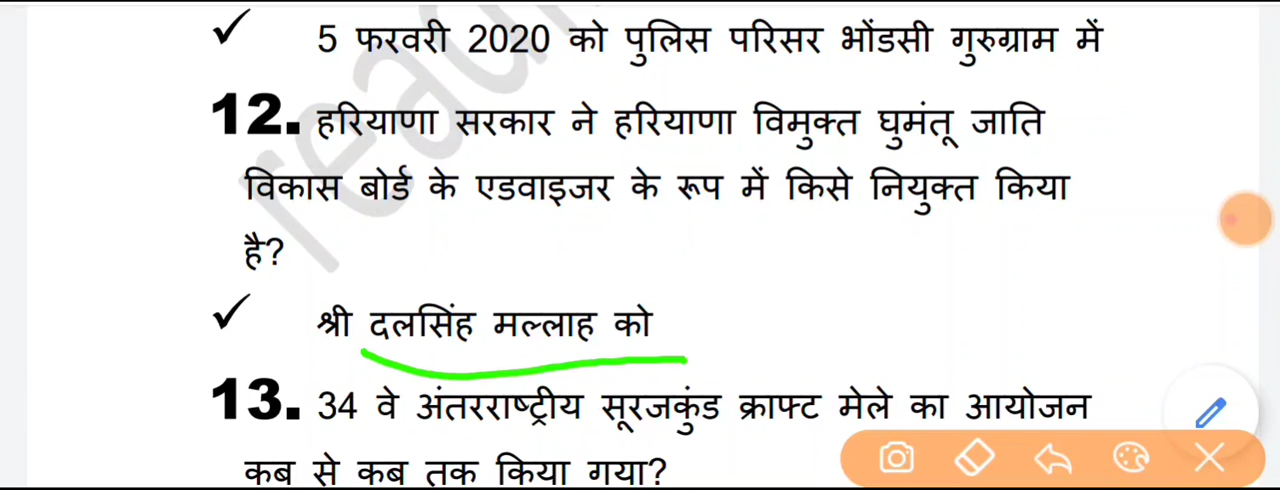 ✓ 5 फरवरी 2020 को पुलिस परिसर भोंडसी गुरुग्राम में
12. हरियाणा सरकार ने हरियाणा विमुक्त घुमंतू जाति
विकास बोर्ड के एडवाइजर के रूप में किसे नियुक्त किया
है?
✓ श्री दलसिंह मल्लाह को
13. 34 वे अंतरराष्ट्रीय सूरजकुंड क्राफ्ट मेले का आयोजन
कब से कब तक किया गया?